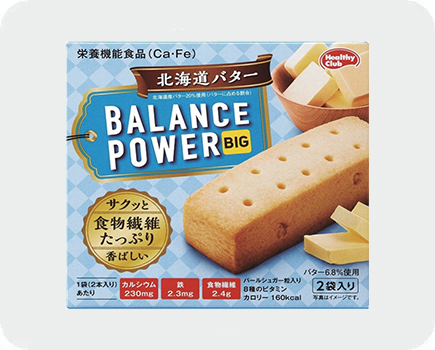 栄養機能食品(Ca・Fe)
Healthy Club
北海道バター
北海道産バター20%使用(バターに占める割合)
BALANCE
POWER BIG
サクッと
食物繊維
たっぷり
香ばしい
バター6.8%使用
1袋(2本入り)あたり
カルシウム 230mg
鉄 2.3mg
食物繊維 2.4g
パールシュガー粒入り
8種のビタミン
カロリー 160kcal
2袋入り
写真はイメージです。